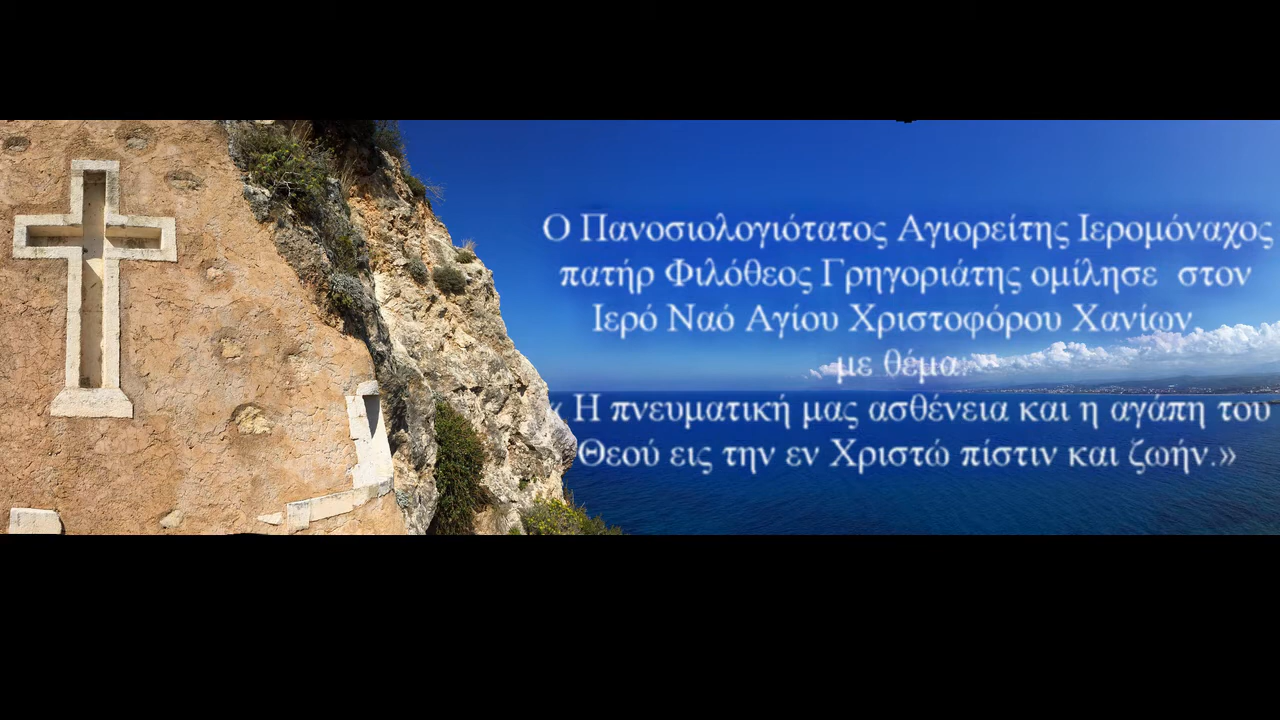 Ο Πανοσιολογιότατος Αγιορείτης Ιερομόναχος
πατήρ Φιλόθεος Γρηγοριάτης ομίλησε στον
Ιερό Ναό Αγίου Χριστοφόρου Χανίων
με θέμα
« Η πνευματική μας ασθένεια και η αγάπη του
Θεού εις την εν Χριστώ πίστιν και ζωήν.»